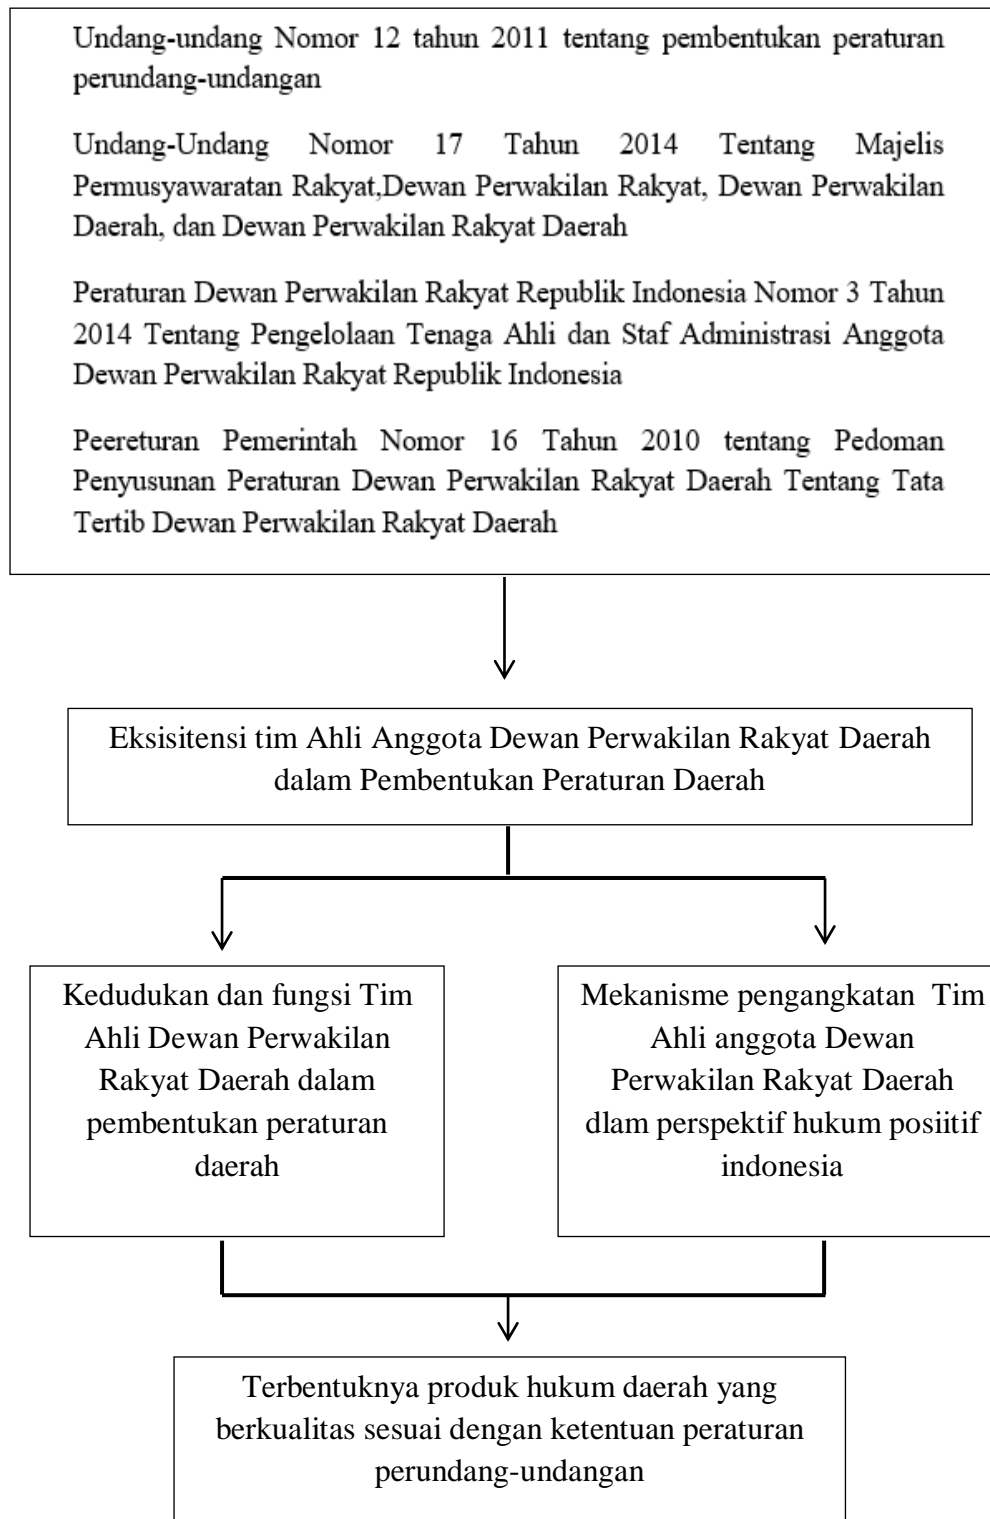 Undang-undang Nomor 12 tahun 2011 tentang pembentukan peraturan
perundang-undangan
Undang-Undang Nomor 17 Tahun 2014 Tentang Majelis
Permusyawaratan Rakyat,Dewan Perwakilan Rakyat, Dewan Perwakilan
Daerah, dan Dewan Perwakilan Rakyat Daerah
Peraturan Dewan Perwakilan Rakyat Republik Indonesia Nomor 3 Tahun
2014 Tentang Pengelolaan Tenaga Ahli dan Staf Administrasi Anggota
Dewan Perwakilan Rakyat Republik Indonesia
Peereturan Pemerintah Nomor 16 Tahun 2010 tentang Pedoman
Penyusunan Peraturan Dewan Perwakilan Rakyat Daerah Tentang Tata
Tertib Dewan Perwakilan Rakyat Daerah
Eksisitensi tim Ahli Anggota Dewan Perwakilan Rakyat Daerah
dalam Pembentukan Peraturan Daerah
Kedudukan dan fungsi Tim
Ahli Dewan Perwakilan
Rakyat Daerah dalam
pembentukan peraturan
daerah
Mekanisme pengangkatan Tim
Ahli anggota Dewan
Perwakilan Rakyat Daerah
dlam perspektif hukum posiitif
indonesia
Terbentuknya produk hukum daerah yang
berkualitas sesuai dengan ketentuan peraturan
perundang-undangan